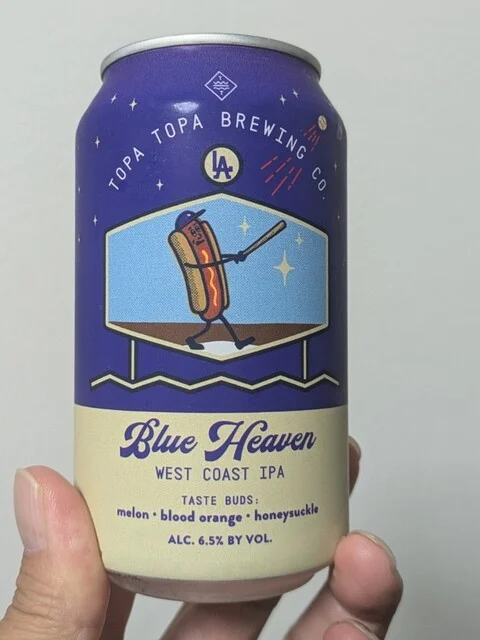 TOPA TOPA BREWING CO.
LA
Blue Heaven
WEST COAST IPA
TASTE BUDS:
melon • blood orange • honeysuckle
ALC. 6.5% BY VOL.